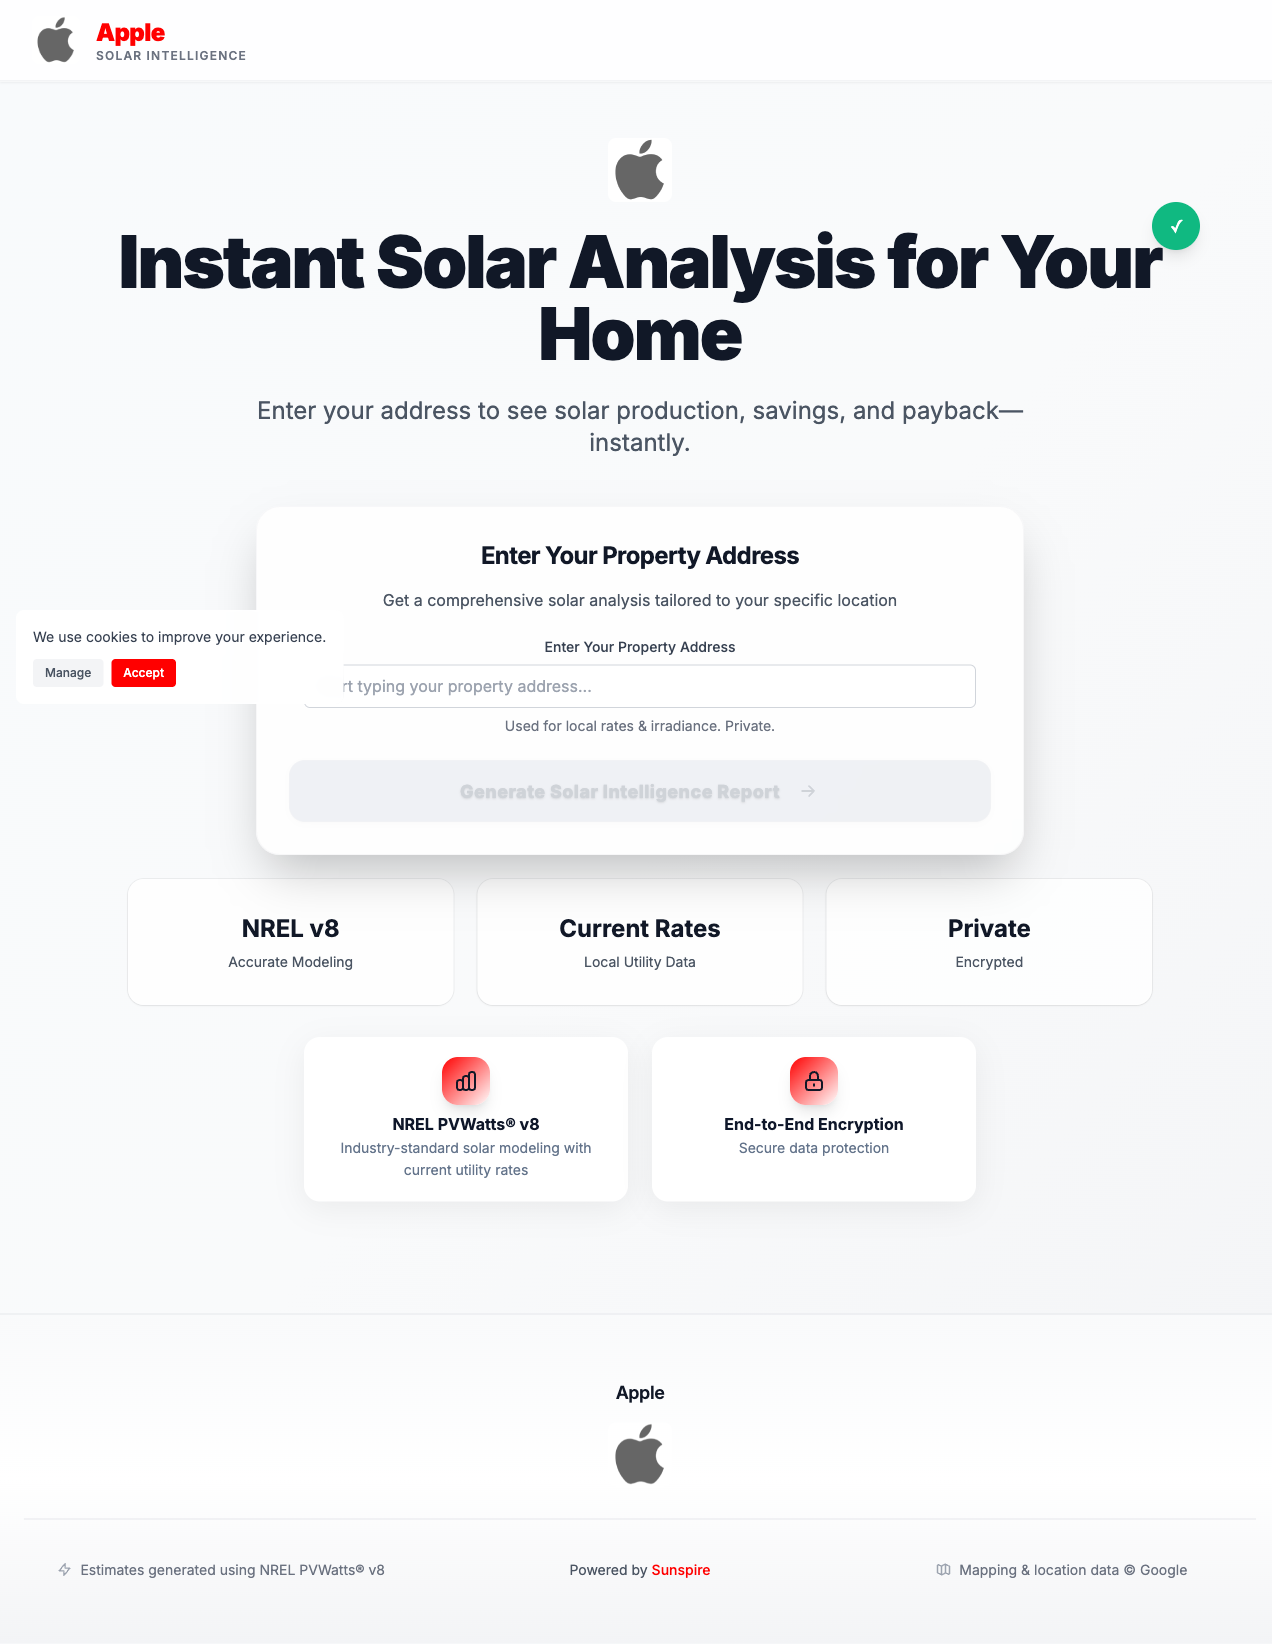 Apple
SOLAR INTELLIGENCE
Instant Solar Analysis for Your
Home
Enter your address to see solar production, savings, and payback—
instantly.
Enter Your Property Address
Get a comprehensive solar analysis tailored to your specific location
We use cookies to improve your experience.
Manage
Accept
Enter Your Property Address
typing your property address...
Used for local rates & irradiance. Private.
Generate Solar Intelligence Report
NREL v8
Accurate Modeling
Current Rates
Local Utility Data
Private
Encrypted
NREL PVWatts® v8
Industry-standard solar modeling with
current utility rates
End-to-End Encryption
Secure data protection
Apple
Estimates generated using NREL PVWatts® v8
Powered by Sunspire
Mapping & location data © Google